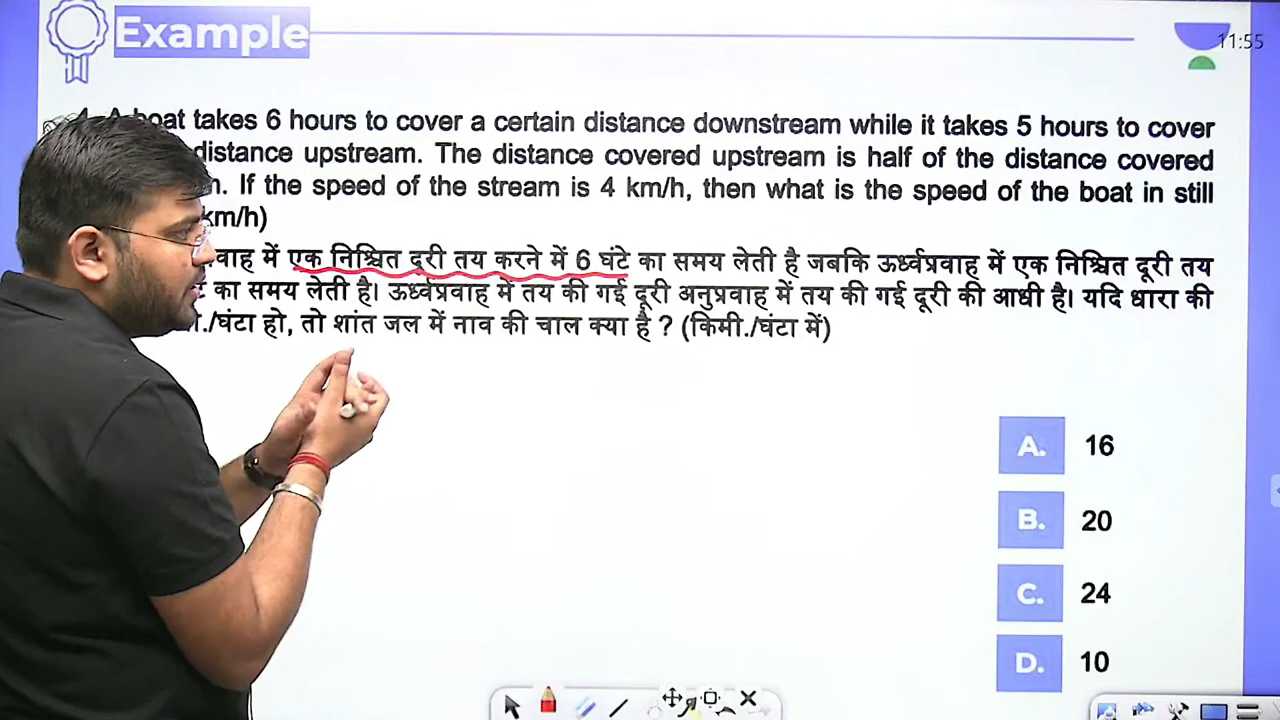 Example
11:55
boat takes 6 hours to cover a certain distance downstream while it takes 5 hours to cover
distance upstream. The distance covered upstream is half of the distance covered
If the speed of the stream is 4 km/h, then what is the speed of the boat in still
km/h)
में एक निश्चित दूरी तय करने में 6 घंटे का समय लेती है जबकि ऊर्ध्वप्रवाह में एक निश्चित दूरी तय
का समय लेती है। ऊर्ध्वप्रवाह में तय की गई दूरी अनुप्रवाह में तय की गई दूरी की आधी है। यदि धारा की
/घंटा हो, तो शांत जल में नाव की चाल क्या है ? (किमी./घंटा में)
A. 16
B. 20
C. 24
D. 10